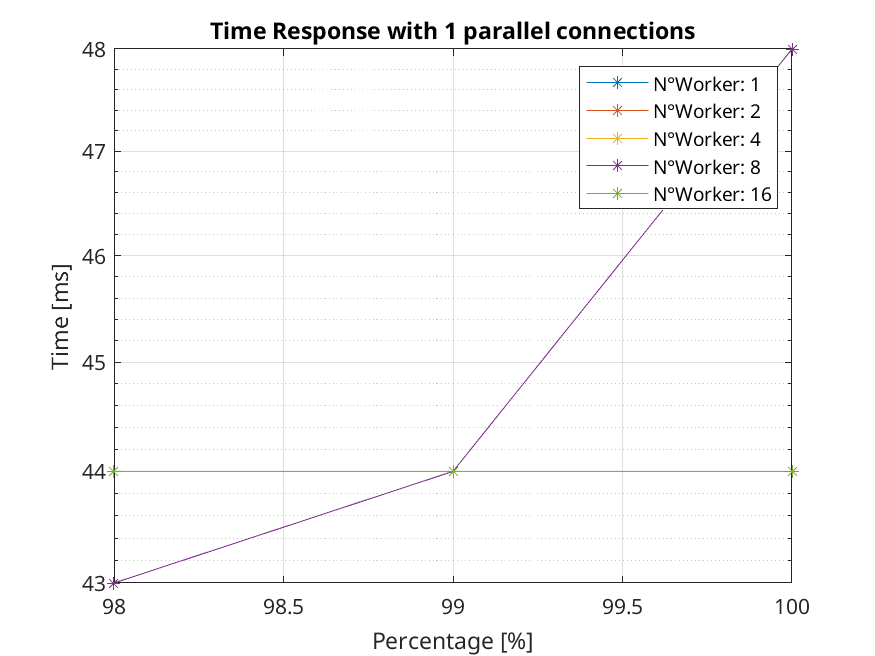 Time Response with 1 parallel connections
48
47
46
45
44
43
Time [ms]
N°Worker: 1
N°Worker: 2
N°Worker: 4
N°Worker: 8
N°Worker: 16
98
98.5
99
99.5
100
Percentage [%]